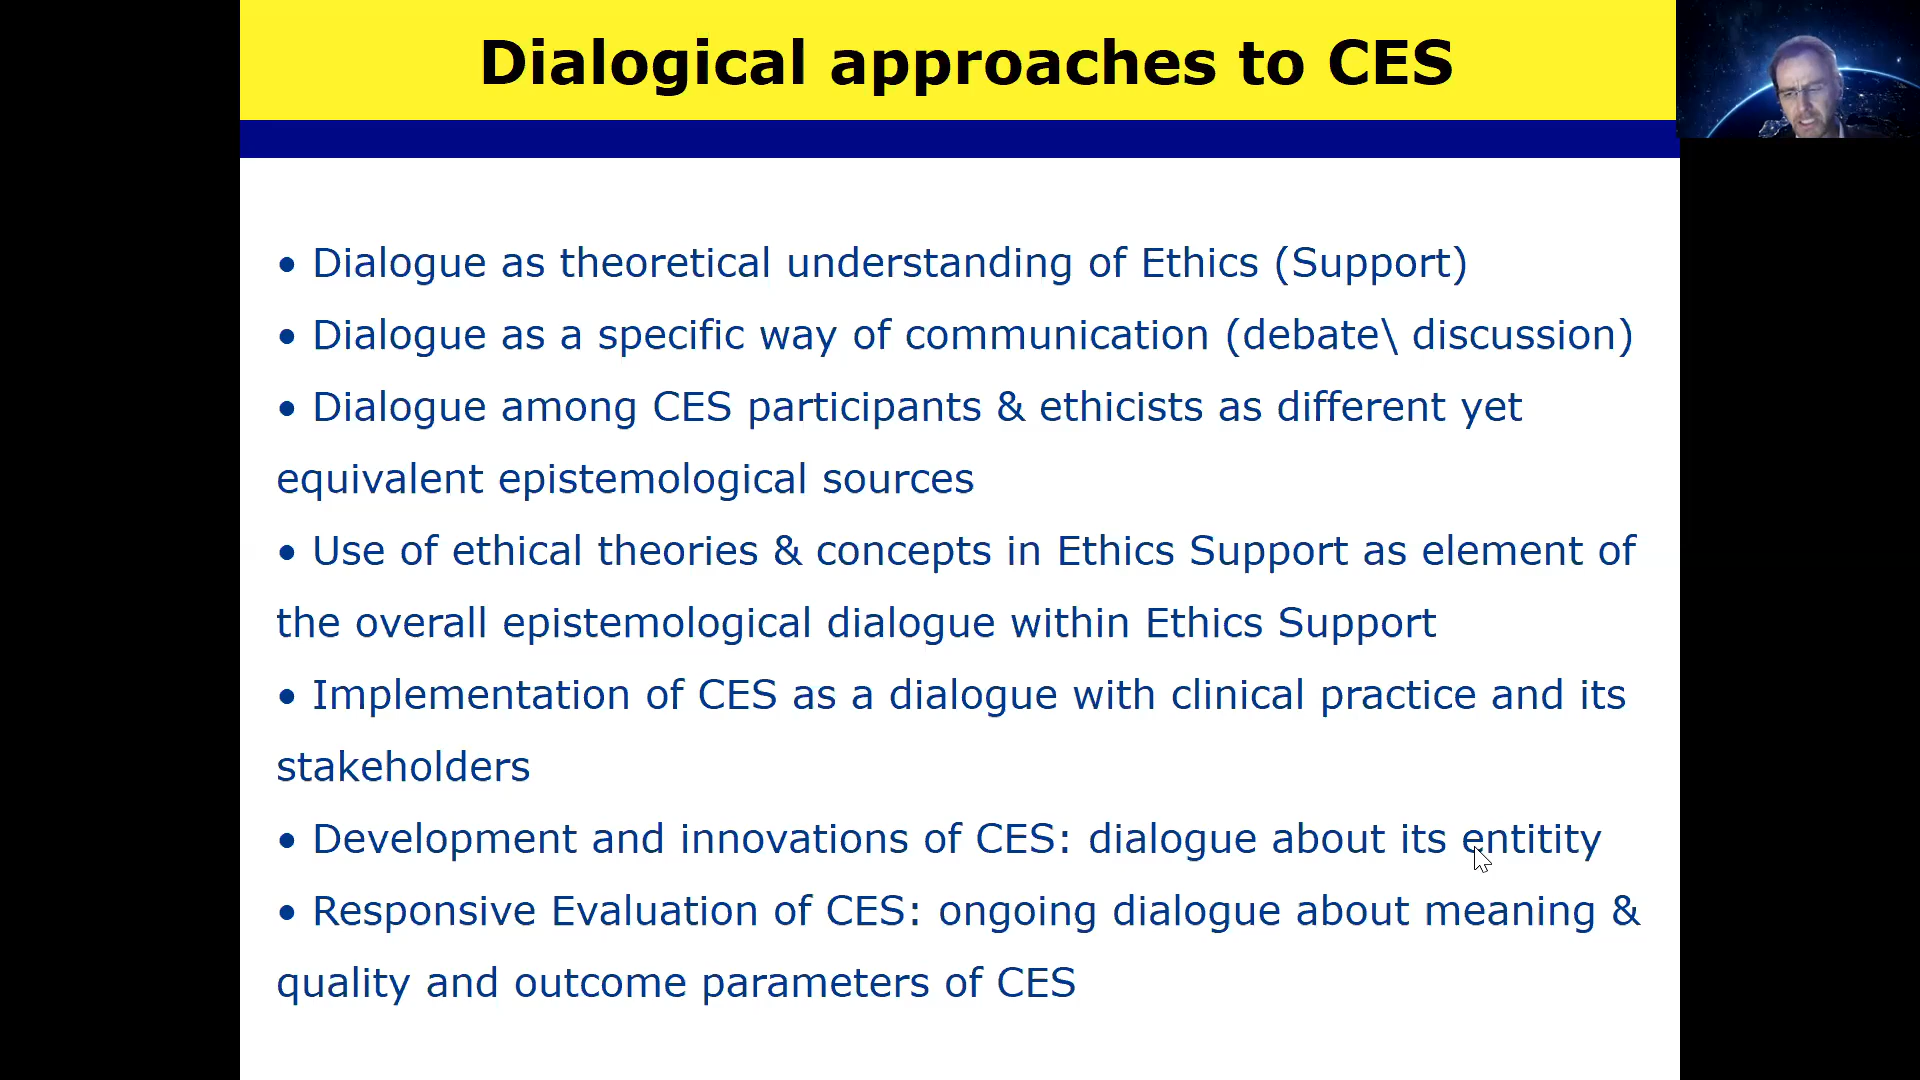 Dialogical approaches to CES
• Dialogue as theoretical understanding of Ethics (Support)
• Dialogue as a specific way of communication (debate\ discussion)
• Dialogue among CES participants & ethicists as different yet
equivalent epistemological sources
• Use of ethical theories & concepts in Ethics Support as element of
the overall epistemological dialogue within Ethics Support
• Implementation of CES as a dialogue with clinical practice and its
stakeholders
• Development and innovations of CES: dialogue about its entitity
• Responsive Evaluation of CES: ongoing dialogue about meaning &
quality and outcome parameters of CES